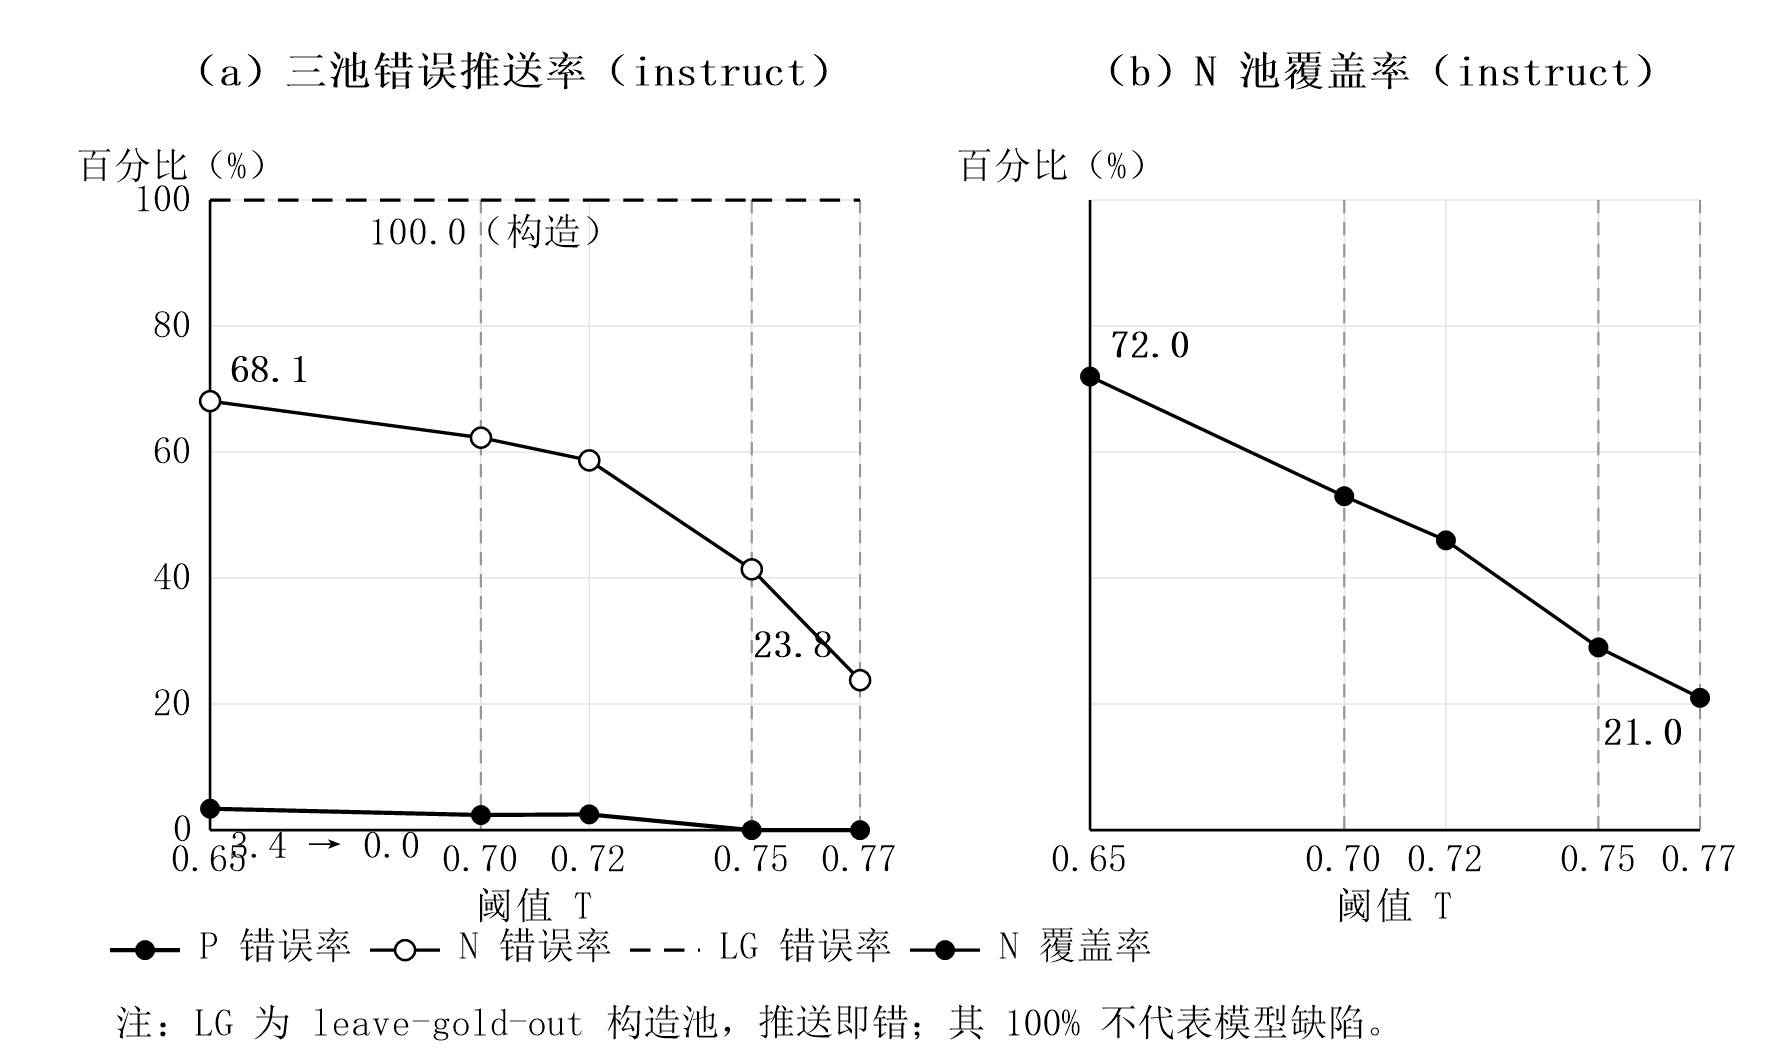 （a）三池错误推送率（instruct）
百分比（%）
100
80
60
40
20
0
100.0（构造）
68.1
23.8
3.4 → 0.0
0.65 0.70 0.72 0.75 0.77
阈值 T
（b）N 池覆盖率（instruct）
百分比（%）
72.0
21.0
0.65 0.70 0.72 0.75 0.77
阈值 T
P 错误率 N 错误率 LG 错误率 N 覆盖率
注：LG 为 leave-gold-out 构造池，推送即错；其 100% 不代表模型缺陷。